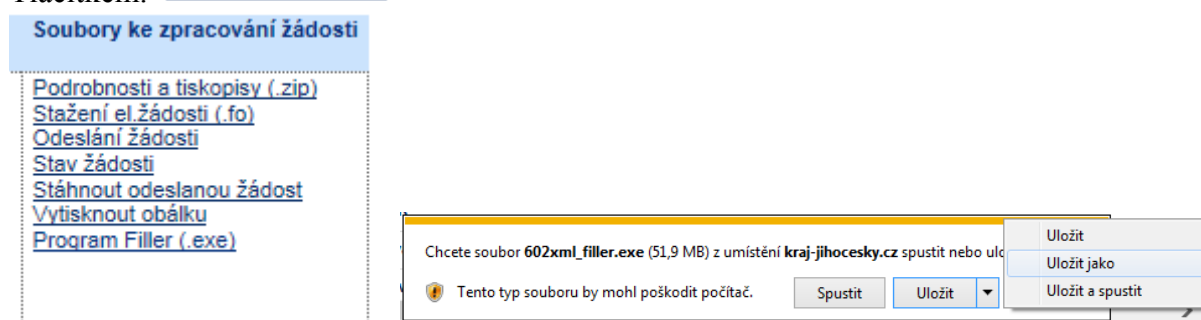 Soubory ke zpracování žádosti
Podrobnosti a tiskopisy (.zip)
Stažení el.žádosti (.fo)
Odeslání žádosti
Stav žádosti
Stáhnout odeslanou žádost
Vytisknout obálku
Program Filler (.exe)
Chcete soubor 602xml_filler.exe (51,9 MB) z umístění kraj-jihocesky.cz spustit nebo
Tento typ souboru by mohl poškodit počítač.
Spustit
Uložit
Uložit
Uložit jako
Uložit a spustit